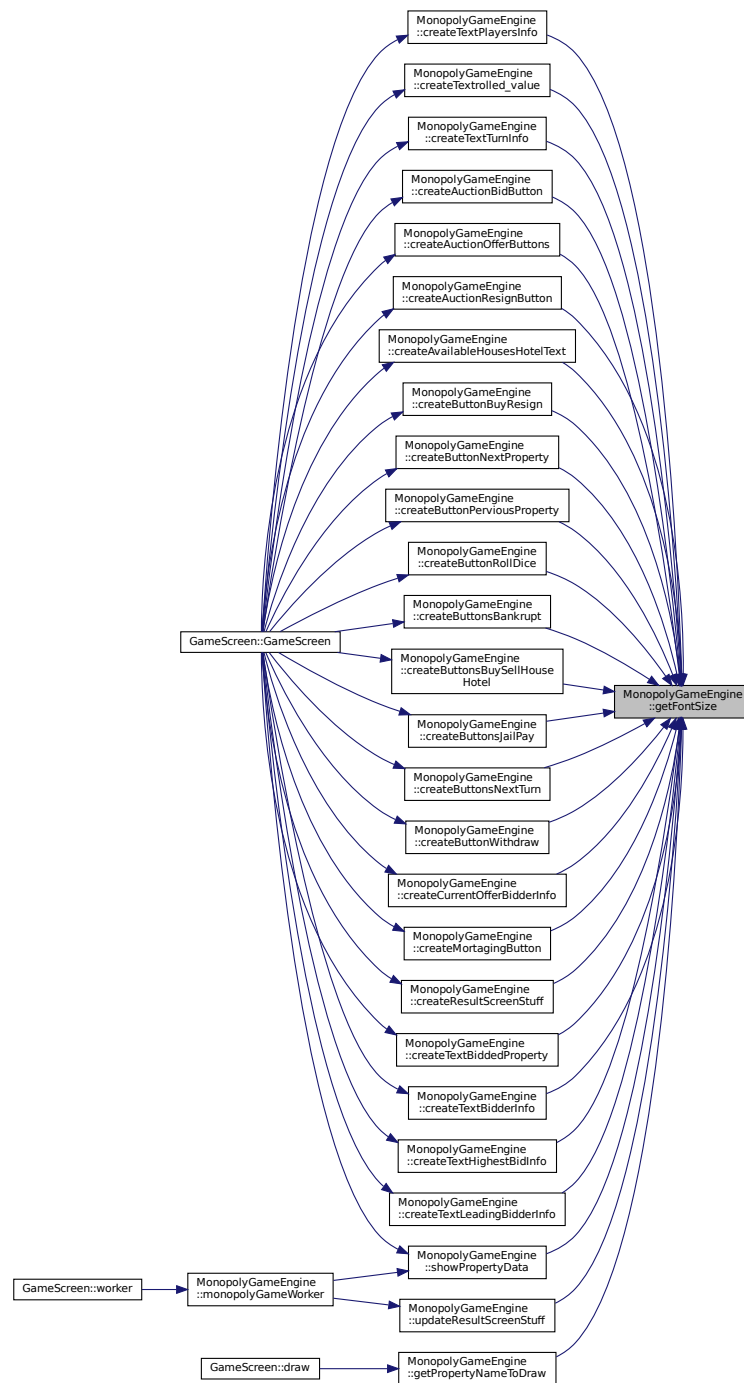 MonopolyGameEngine
::createTextPlayersInfo
MonopolyGameEngine
::createTextrolled_value
MonopolyGameEngine
::createTextTurnInfo
MonopolyGameEngine
::createAuctionBidButton
MonopolyGameEngine
::createAuctionOfferButtons
MonopolyGameEngine
::createAuctionResignButton
MonopolyGameEngine
::createAvailableHousesHotelText
MonopolyGameEngine
::createButtonBuyResign
MonopolyGameEngine
::createButtonNextProperty
MonopolyGameEngine
::createButtonPerviousProperty
MonopolyGameEngine
::createButtonRollDice
MonopolyGameEngine
::createButtonsBankrupt
GameScreen::GameScreen
MonopolyGameEngine
::createButtonsBuySellHouse
Hotel
MonopolyGameEngine
::getFontSize
MonopolyGameEngine
::createButtonsJailPay
MonopolyGameEngine
::createButtonsNextTurn
MonopolyGameEngine
::createButtonWithdraw
MonopolyGameEngine
::createCurrentOfferBidderInfo
MonopolyGameEngine
::createMortagingButton
MonopolyGameEngine
::createResultScreenStuff
MonopolyGameEngine
::createTextBiddedProperty
MonopolyGameEngine
::createTextBidderInfo
MonopolyGameEngine
::createTextHighestBidInfo
MonopolyGameEngine
::createTextLeadingBidderInfo
MonopolyGameEngine
::showPropertyData
GameScreen::worker
MonopolyGameEngine
::monopolyGameWorker
MonopolyGameEngine
::updateResultScreenStuff
GameScreen::draw
MonopolyGameEngine
::getPropertyNameToDraw